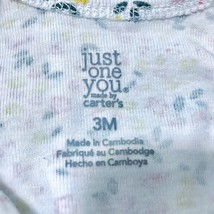 just
one
you.
made by
carter's
3M
Made in Cambodia
Fabriqué au Cambodge
Hecho en Camboya